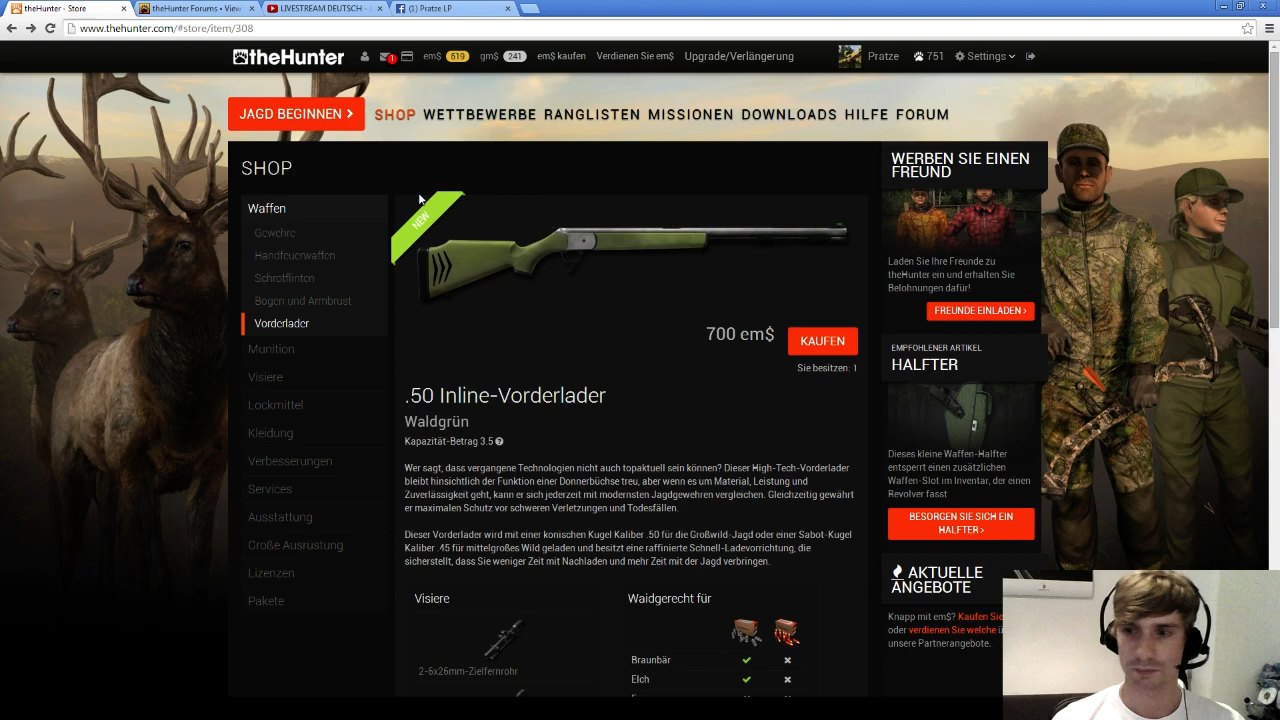 theHunter - Store
theHunter Forums • View
LIVESTREAM DEUTSCH -
(1) Pratze LP
www.thehunter.com/#store/item/308
theHunter
1
em$ 519
gm$ 241
em$ kaufen
Verdienen Sie em$
Upgrade/Verlängerung
Pratze
751
Settings
JAGD BEGINNEN >
SHOP WETTBEWERBE RANGLISTEN MISSIONEN DOWNLOADS HILFE FORUM
SHOP
Waffen
Gewehre
Handfeuerwaffen
Schrotflinten
Bogen und Armbrust
Vorderlader
Munition
Visiere
Lockmittel
Kleidung
Verbesserungen
Services
Ausstattung
Große Ausrüstung
Lizenzen
Pakete
NEW
700 em$
KAUFEN
Sie besitzen: 1
.50 Inline-Vorderlader
Waldgrün
Kapazität-Betrag 3.5 ?
Wer sagt, dass vergangene Technologien nicht auch topaktuell sein können? Dieser High-Tech-Vorderlader
bleibt hinsichtlich der Funktion einer Donnerbüchse treu, aber wenn es um Material, Leistung und
Zuverlässigkeit geht, kann er sich jederzeit mit modernsten Jagdgewehren vergleichen. Gleichzeitig gewährt
er maximalen Schutz vor schweren Verletzungen und Todesfällen.
Dieser Vorderlader wird mit einer konischen Kugel Kaliber .50 für die Großwild-Jagd oder einer Sabot-Kugel
Kaliber .45 für mittelgroßes Wild geladen und besitzt eine raffinierte Schnell-Ladevorrichtung, die
sicherstellt, dass Sie weniger Zeit mit Nachladen und mehr Zeit mit der Jagd verbringen.
Visiere
2-6x26mm-Zielfernrohr
Waidgerecht für
Braunbär
Elch
WERBEN SIE EINEN
FREUND
Laden Sie Ihre Freunde zu
theHunter ein und erhalten Sie
Belohnungen dafür!
FREUNDE EINLADEN >
EMPFOHLENER ARTIKEL
HALFTER
Dieses kleine Waffen-Halfter
entsperrt einen zusätzlichen
Waffen-Slot im Inventar, der einen
Revolver fasst
BESORGEN SIE SICH EIN
HALFTER >
AKTUELLE
ANGEBOTE
Knapp mit em$? Kaufen Sie
oder verdienen Sie welche
unsere Partnerangebote.